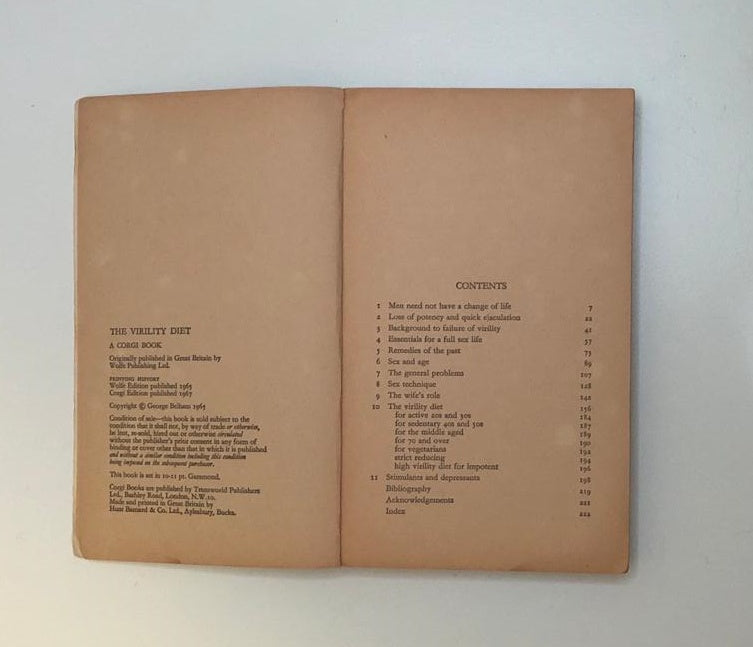 THE VIRILITY DIET
A CORGI BOOK
Originally published in Great Britain by
Wolfe Publishing Ltd.
PRINTING HISTORY
Wolfe Edition published 1965
Corgi Edition published 1967
Copyright © George Belham 1965
Condition of sale—this book is sold subject to the
condition that it shall not, by way of trade or otherwise,
be lent, re-sold, hired out or otherwise circulated
without the publisher's prior consent in any form of
binding or cover other than that in which it is published
and without a similar condition including this condition
being imposed on the subsequent purchaser.
This book is set in 10-11 pt. Garamond.
Corgi Books are published by Transworld Publishers
Ltd., Bashley Road, London, N.W.10.
Made and printed in Great Britain by
Hunt Barnard & Co. Ltd., Aylesbury, Bucks.
CONTENTS
1 Men need not have a change of life 7
2 Loss of potency and quick ejaculation 22
3 Background to failure of virility 41
4 Essentials for a full sex life 57
5 Remedies of the past 75
6 Sex and age 89
7 The general problems 107
8 Sex technique 128
9 The wife's role 142
10 The virility diet 156
for active 20s and 30s 184
for sedentary 40s and 50s 187
for the middle aged 189
for 70 and over 190
for vegetarians 192
strict reducing 194
high virility diet for impotent 196
11 Stimulants and depressants 198
Bibliography 219
Acknowledgements 221
Index 222